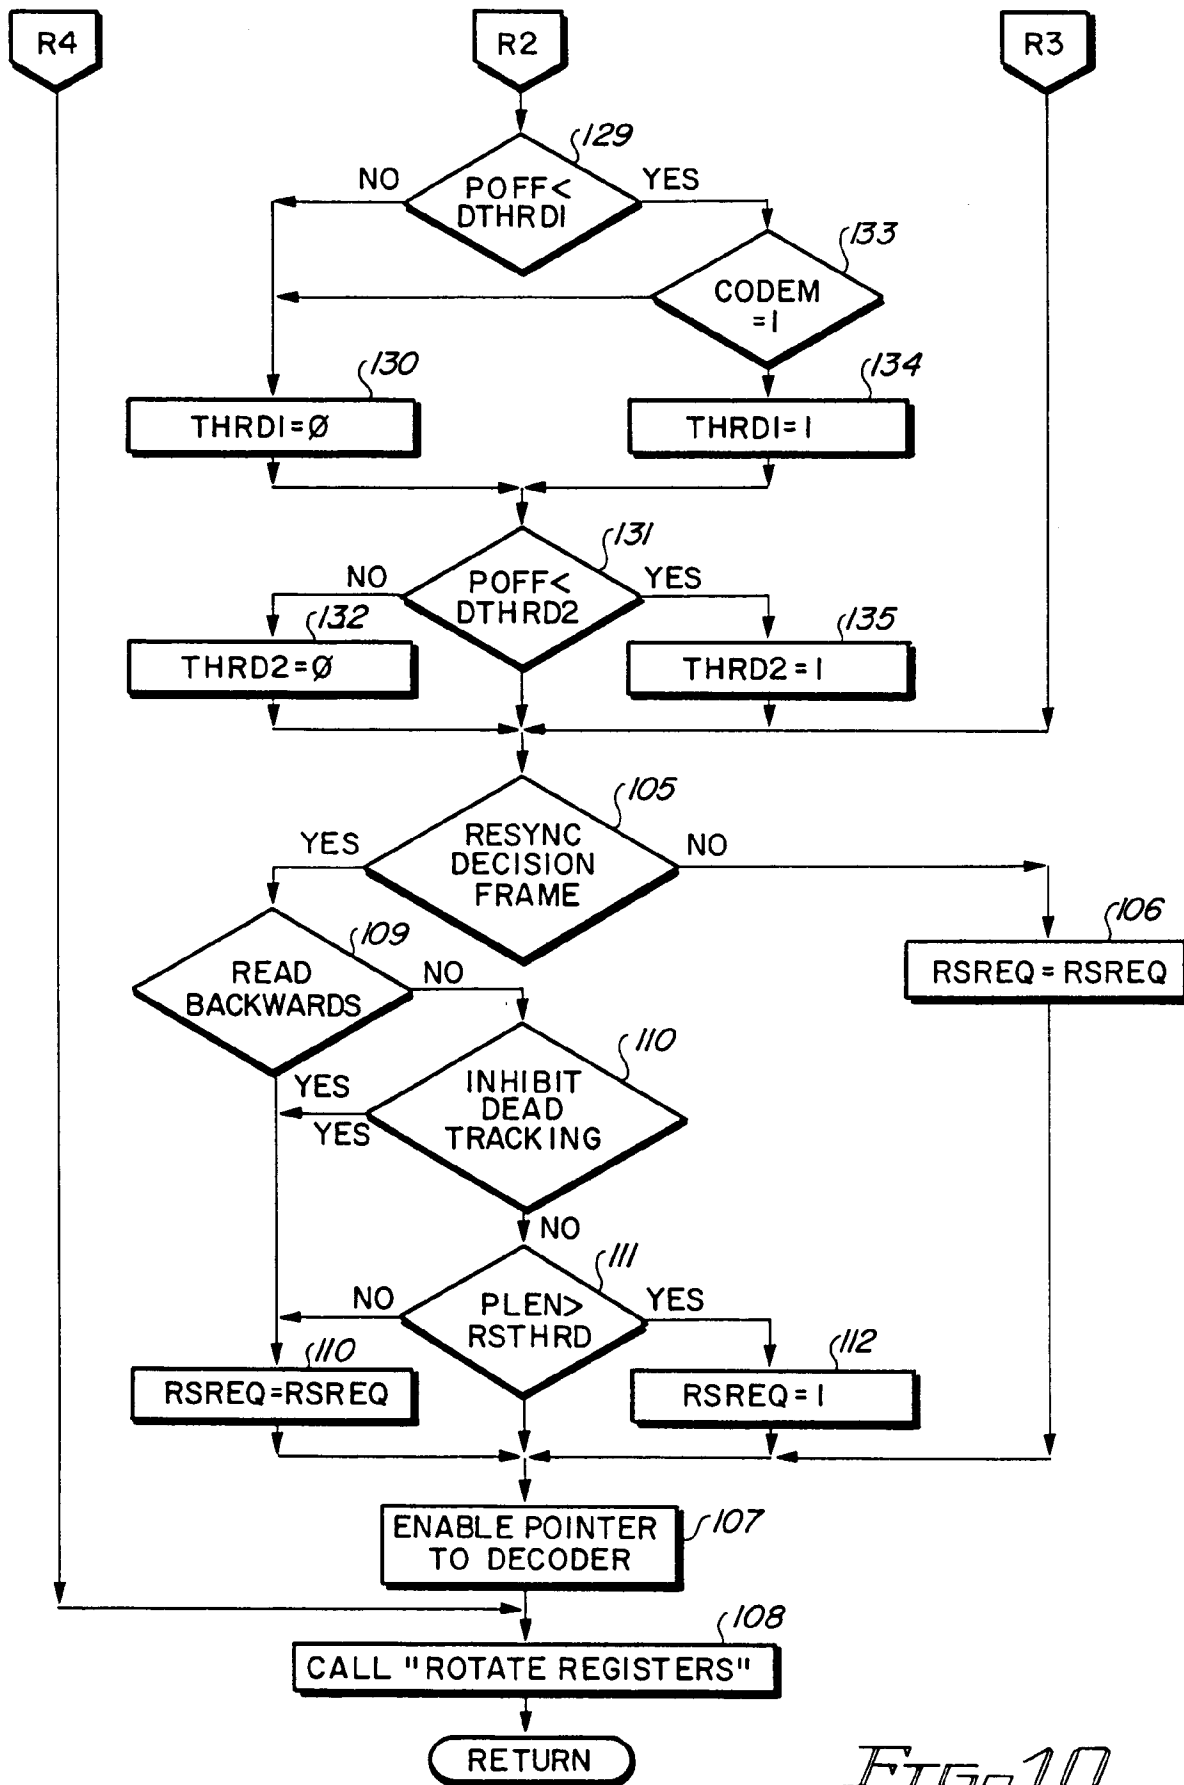 R4
R2
R3
129
NO
POFF<
DTHRD1
YES
133
CODEM
=1
130
THRD1=Ø
134
THRD1=1
131
NO
POFF<
DTHRD2
YES
132
THRD2=Ø
135
THRD2=1
105
YES
RESYNC
DECISION
FRAME
NO
109
READ
BACKWARDS
NO
106
RSREQ=RSREQ
110
YES
INHIBIT
DEAD
TRACKING
YES
NO
111
NO
PLEN>
RSTHRD
YES
110
RSREQ=RSREQ
112
RSREQ=1
ENABLE POINTER
TO DECODER
107
108
CALL "ROTATE REGISTERS"
RETURN
FIG. 10